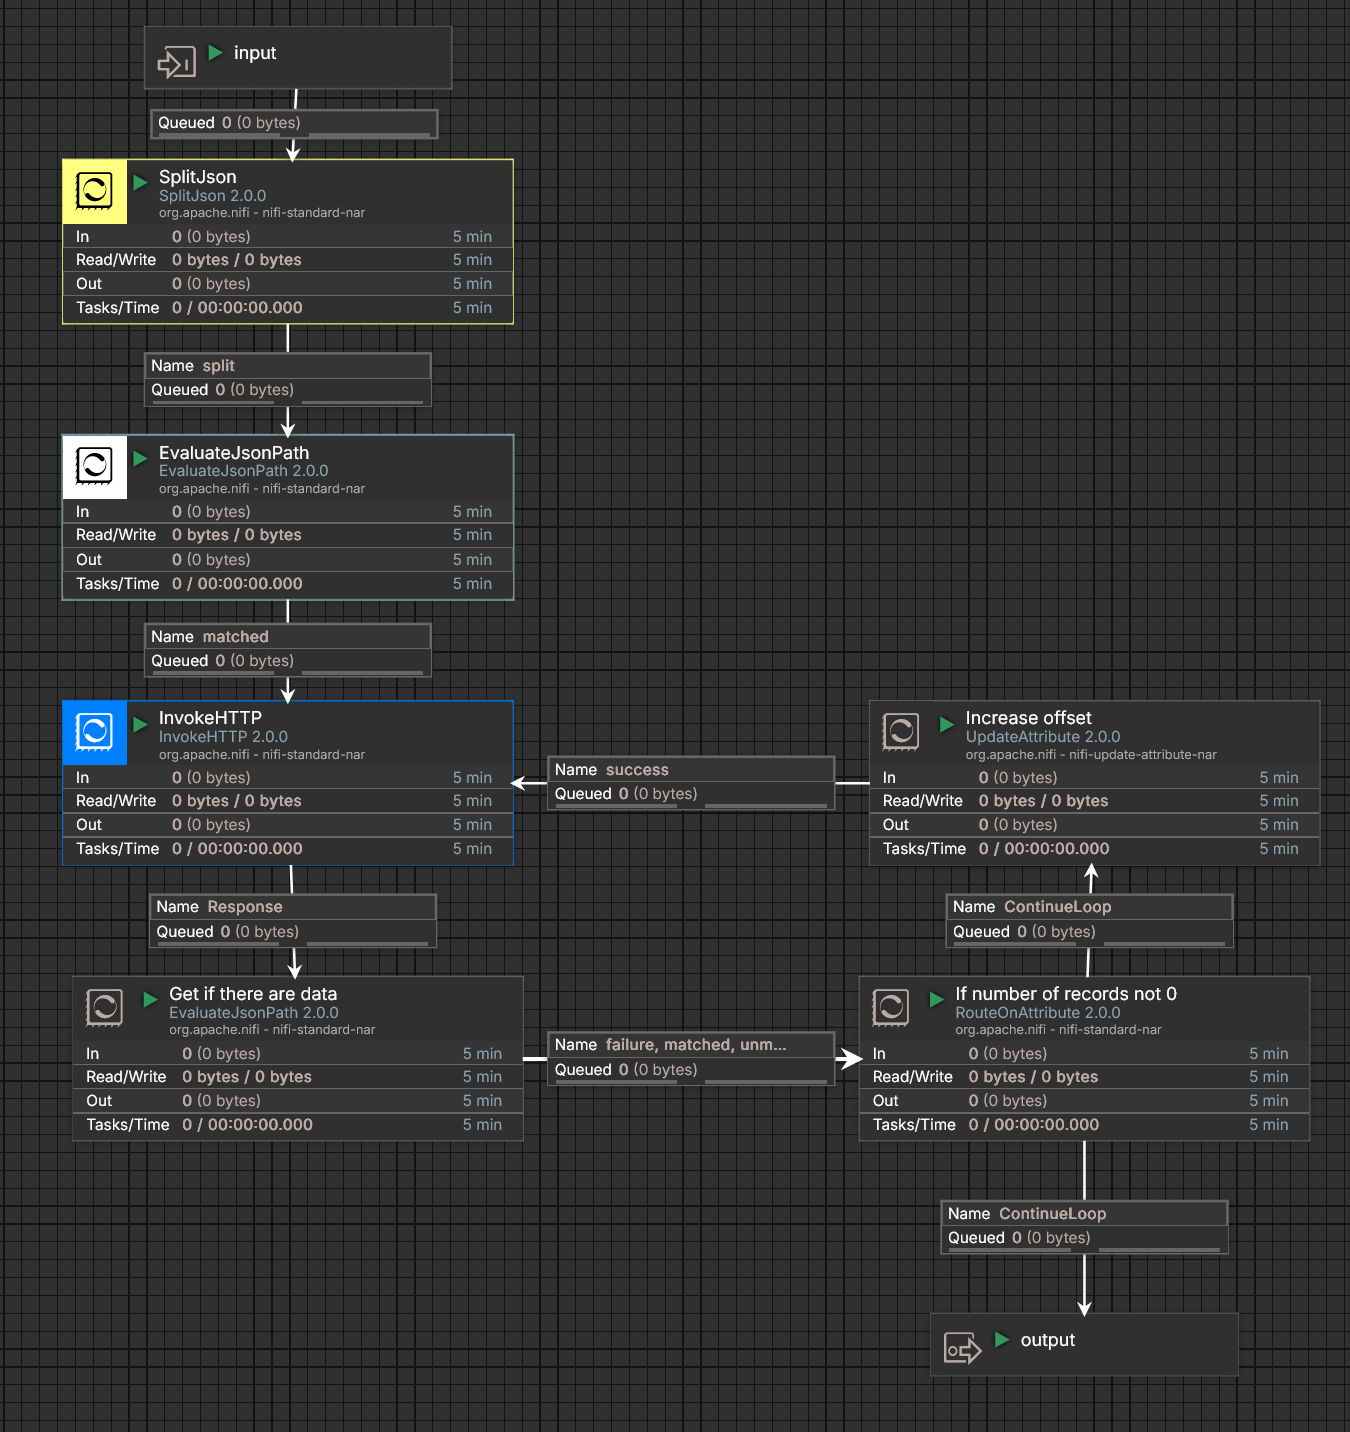 input
Queued 0 (0 bytes)
SplitJson
SplitJson 2.0.0
org.apache.nifi - nifi-standard-nar
In 0 (0 bytes) 5 min
Read/Write 0 bytes / 0 bytes 5 min
Out 0 (0 bytes) 5 min
Tasks/Time 0 / 00:00:00.000 5 min
Name split
Queued 0 (0 bytes)
EvaluateJsonPath
EvaluateJsonPath 2.0.0
org.apache.nifi - nifi-standard-nar
In 0 (0 bytes) 5 min
Read/Write 0 bytes / 0 bytes 5 min
Out 0 (0 bytes) 5 min
Tasks/Time 0 / 00:00:00.000 5 min
Name matched
Queued 0 (0 bytes)
InvokeHTTP
InvokeHTTP 2.0.0
org.apache.nifi - nifi-standard-nar
In 0 (0 bytes) 5 min
Read/Write 0 bytes / 0 bytes 5 min
Out 0 (0 bytes) 5 min
Tasks/Time 0 / 00:00:00.000 5 min
Name success
Queued 0 (0 bytes)
Increase offset
UpdateAttribute 2.0.0
org.apache.nifi - nifi-update-attribute-nar
In 0 (0 bytes) 5 min
Read/Write 0 bytes / 0 bytes 5 min
Out 0 (0 bytes) 5 min
Tasks/Time 0 / 00:00:00.000 5 min
Name Response
Queued 0 (0 bytes)
Name ContinueLoop
Queued 0 (0 bytes)
Get if there are data
EvaluateJsonPath 2.0.0
org.apache.nifi - nifi-standard-nar
In 0 (0 bytes) 5 min
Read/Write 0 bytes / 0 bytes 5 min
Out 0 (0 bytes) 5 min
Tasks/Time 0 / 00:00:00.000 5 min
Name failure, matched, unm...
Queued 0 (0 bytes)
If number of records not 0
RouteOnAttribute 2.0.0
org.apache.nifi - nifi-standard-nar
In 0 (0 bytes) 5 min
Read/Write 0 bytes / 0 bytes 5 min
Out 0 (0 bytes) 5 min
Tasks/Time 0 / 00:00:00.000 5 min
Name ContinueLoop
Queued 0 (0 bytes)
output